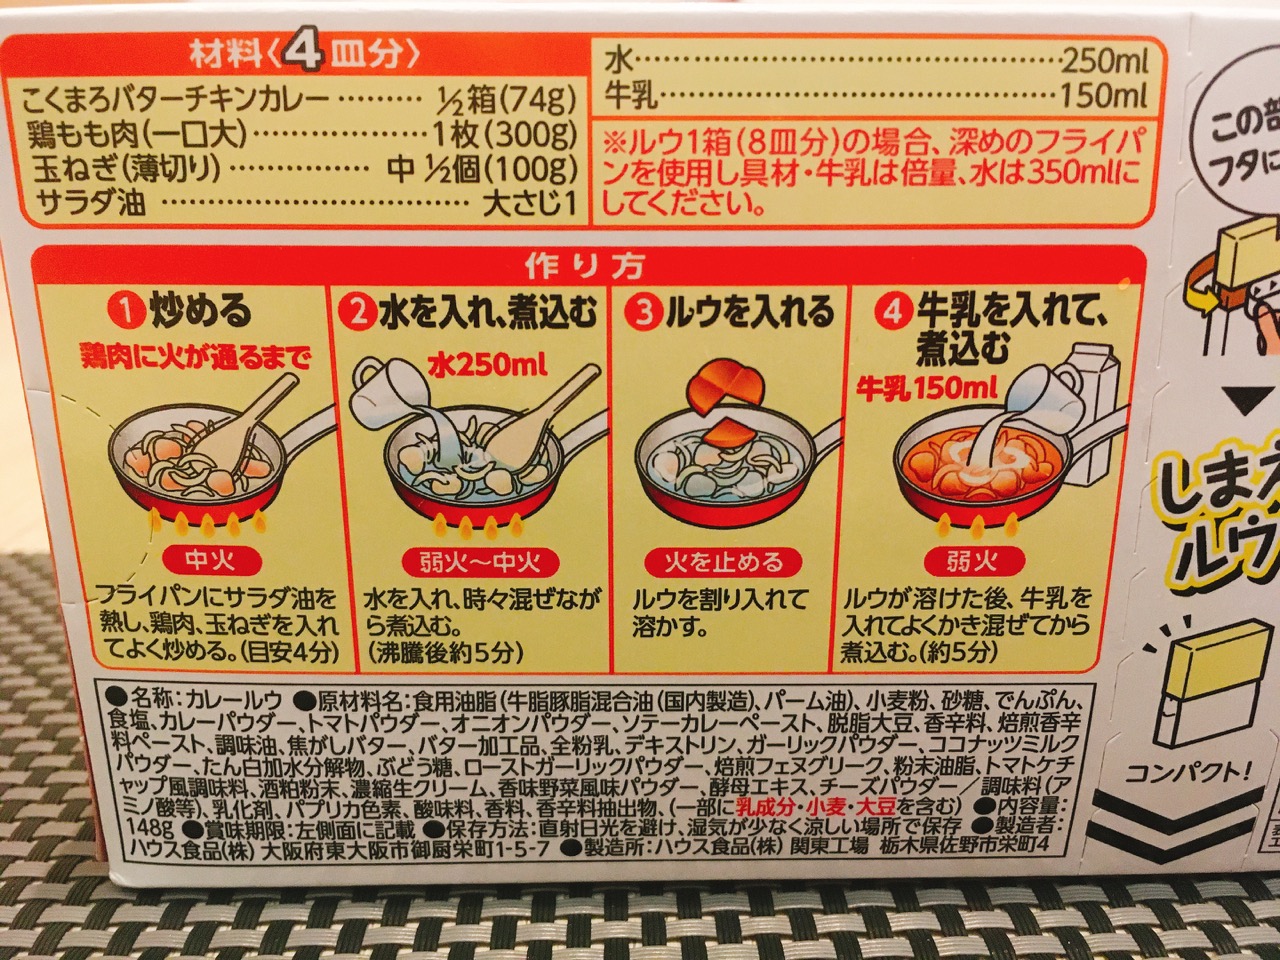 材料〈4皿分〉
こくまろバターチキンカレー ……… 1/2箱(74g)
鶏もも肉(一口大)……………… 1枚(300g)
玉ねぎ(薄切り)…………… 中 1/2個(100g)
サラダ油 ……………………………… 大さじ1
水…………………………………………250ml
牛乳………………………………………150ml
※ルウ1箱(8皿分)の場合、深めのフライパ
ンを使用し具材・牛乳は倍量、水は350mlに
してください。
作り方
1 炒める
鶏肉に火が通るまで
中火
フライパンにサラダ油を
熱し、鶏肉、玉ねぎを入れ
てよく炒める。(目安4分)
2 水を入れ、煮込む
水250ml
弱火〜中火
水を入れ、時々混ぜなが
ら煮込む。
(沸騰後約5分)
3 ルウを入れる
火を止める
ルウを割り入れて
溶かす。
4 牛乳を入れて、
煮込む
牛乳150ml
弱火
ルウが溶けた後、牛乳を
入れてよくかき混ぜてから
煮込む。(約5分)
●名称:カレールウ ●原材料名:食用油脂(牛脂豚脂混合油(国内製造)、パーム油)、小麦粉、砂糖、でんぷん、
食塩、カレーパウダー、トマトパウダー、オニオンパウダー、ソテーカレーペースト、脱脂大豆、香辛料、焙煎香辛
料ペースト、調味油、焦がしバター、バター加工品、全粉乳、デキストリン、ガーリックパウダー、ココナッツミルク
パウダー、たん白加水分解物、ぶどう糖、ローストガーリックパウダー、焙煎フェヌグリーク、粉末油脂、トマトケチ
ャップ風調味料、酒粕粉末、濃縮生クリーム、香味野菜風味パウダー、酵母エキス、チーズパウダー/調味料(ア
ミノ酸等)、乳化剤、パプリカ色素、酸味料、香料、香辛料抽出物、(一部に乳成分・小麦・大豆を含む) ●内容量:
148g ●賞味期限:左側面に記載 ●保存方法:直射日光を避け、湿気が少なく涼しい場所で保存 ●製造者:
ハウス食品(株) 大阪府東大阪市御厨栄町1-5-7 ●製造所:ハウス食品(株) 関東工場 栃木県佐野市栄町4
この部
フタに
しまえ
ルウ
コンパクト!